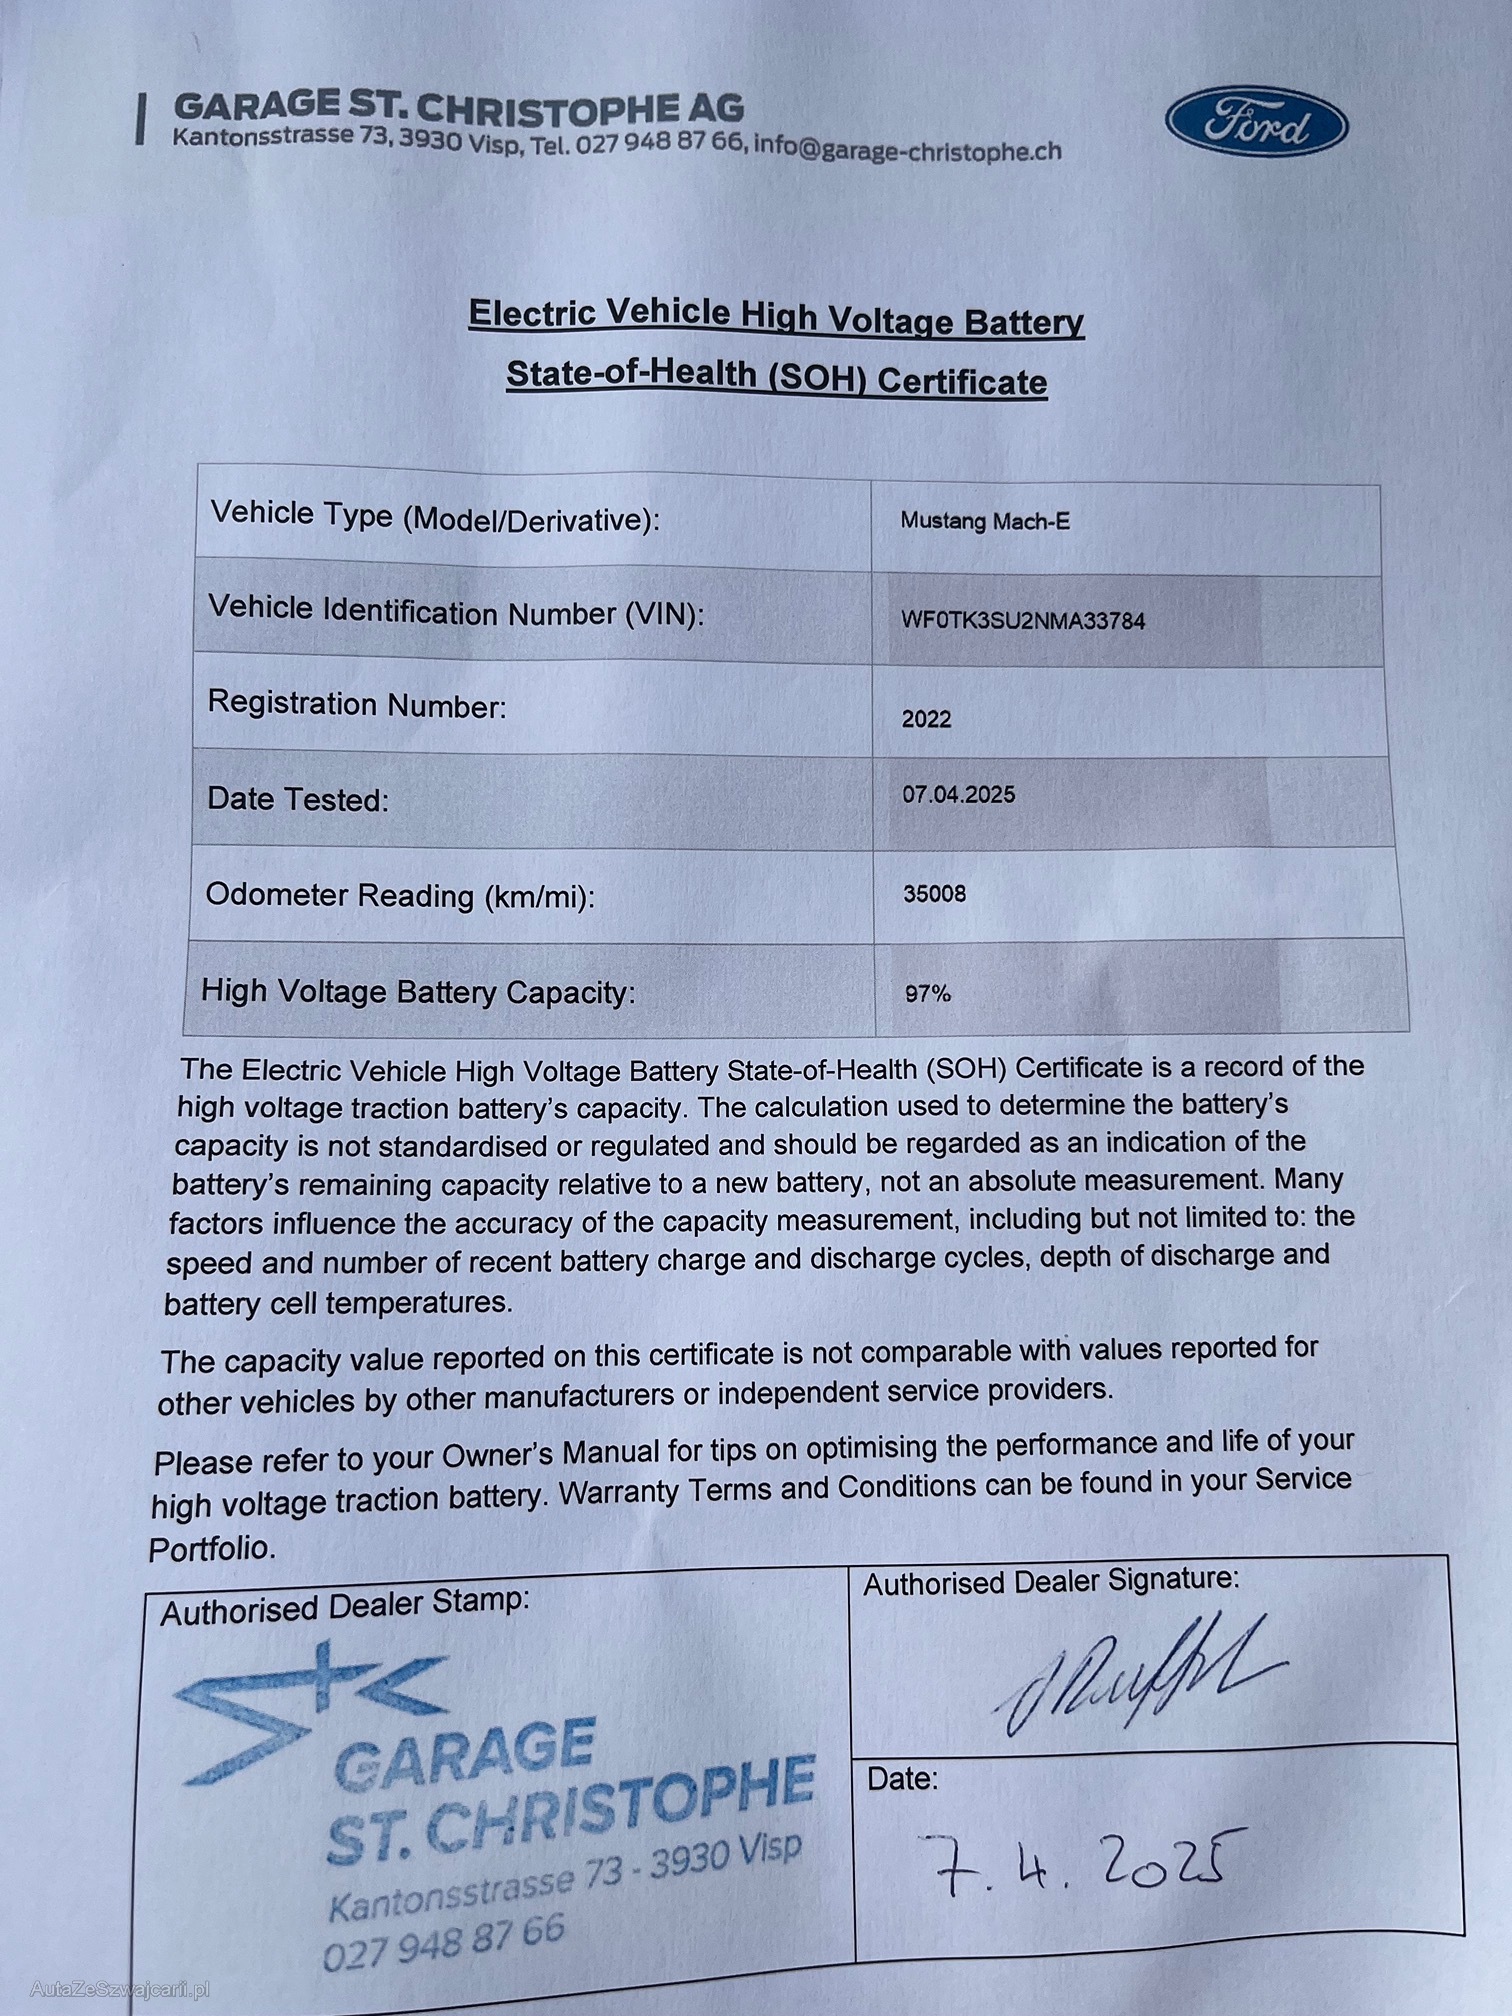 GARAGE ST. CHRISTOPHE AG
Kantonsstrasse 73, 3930 Visp, Tel. 027 948 87 66, info@garage-christophe.ch
Ford
Electric Vehicle High Voltage Battery
State-of-Health (SOH) Certificate
Vehicle Type (Model/Derivative): Mustang Mach-E
Vehicle Identification Number (VIN): WF0TK3SU2NMA33784
Registration Number: 2022
Date Tested: 07.04.2025
Odometer Reading (km/mi): 35008
High Voltage Battery Capacity: 97%
The Electric Vehicle High Voltage Battery State-of-Health (SOH) Certificate is a record of the
high voltage traction battery's capacity. The calculation used to determine the battery's
capacity is not standardised or regulated and should be regarded as an indication of the
battery's remaining capacity relative to a new battery, not an absolute measurement. Many
factors influence the accuracy of the capacity measurement, including but not limited to: the
speed and number of recent battery charge and discharge cycles, depth of discharge and
battery cell temperatures.
The capacity value reported on this certificate is not comparable with values reported for
other vehicles by other manufacturers or independent service providers.
Please refer to your Owner's Manual for tips on optimising the performance and life of your
high voltage traction battery. Warranty Terms and Conditions can be found in your Service
Portfolio.
Authorised Dealer Stamp:
GARAGE
ST. CHRISTOPHE
Kantonsstrasse 73 - 3930 Visp
027 948 87 66
Authorised Dealer Signature:
Date:
7.4.2025
AutaZeSzwajcarii.pl